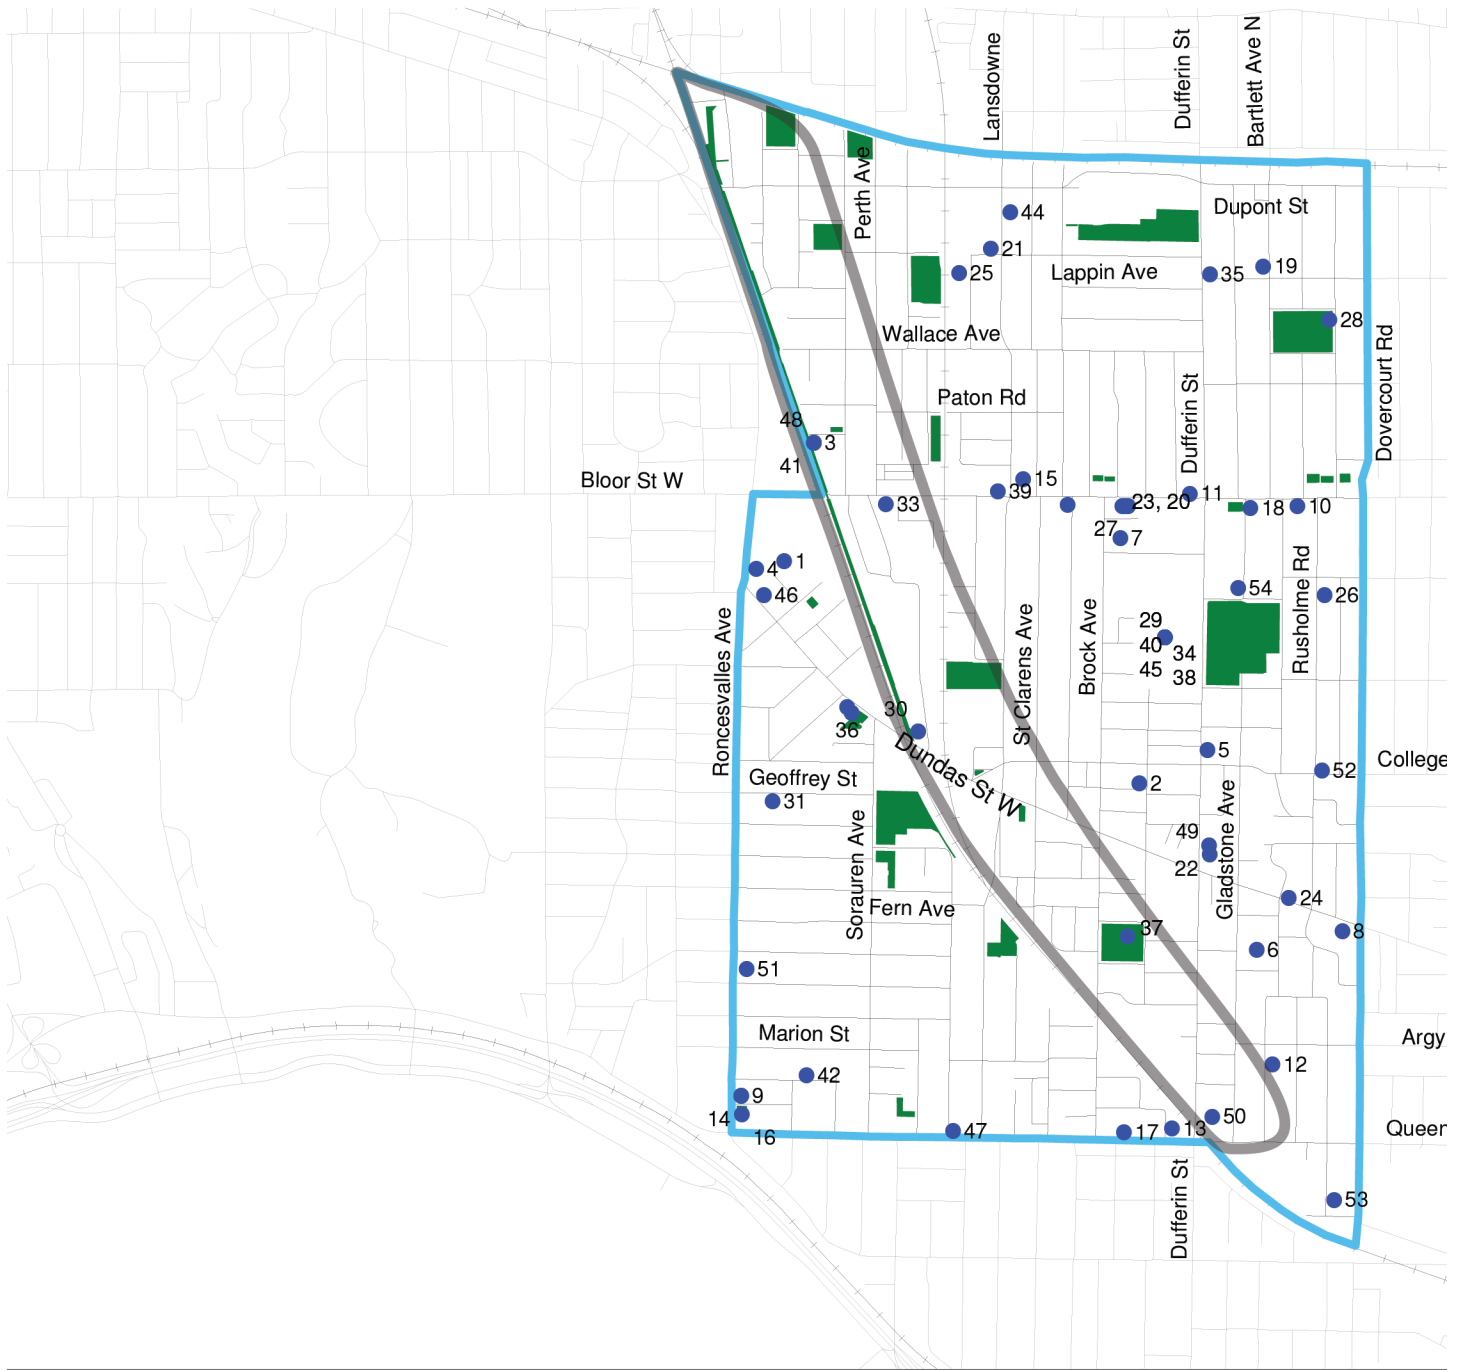 Lansdowne
Dufferin St
Bartlett Ave N
Perth Ave
44
Dupont St
21
25
Lappin Ave
35
19
28
Wallace Ave
Dovercourt Rd
Paton Rd
Dufferin St
48
3
41
Bloor St W
15
39
33
23, 20
11
18
10
27
7
1
4
46
54
26
Rusholme Rd
Roncesvalles Ave
St Clarens Ave
Brock Ave
29
40
34
45
38
30
36
Dundas St W
5
College
52
Geoffrey St
2
31
Sorauren Ave
Gladstone Ave
49
22
24
Fern Ave
37
8
6
51
Marion St
Argy
12
42
9
14
16
47
17
13
50
Queen
Dufferin St
53